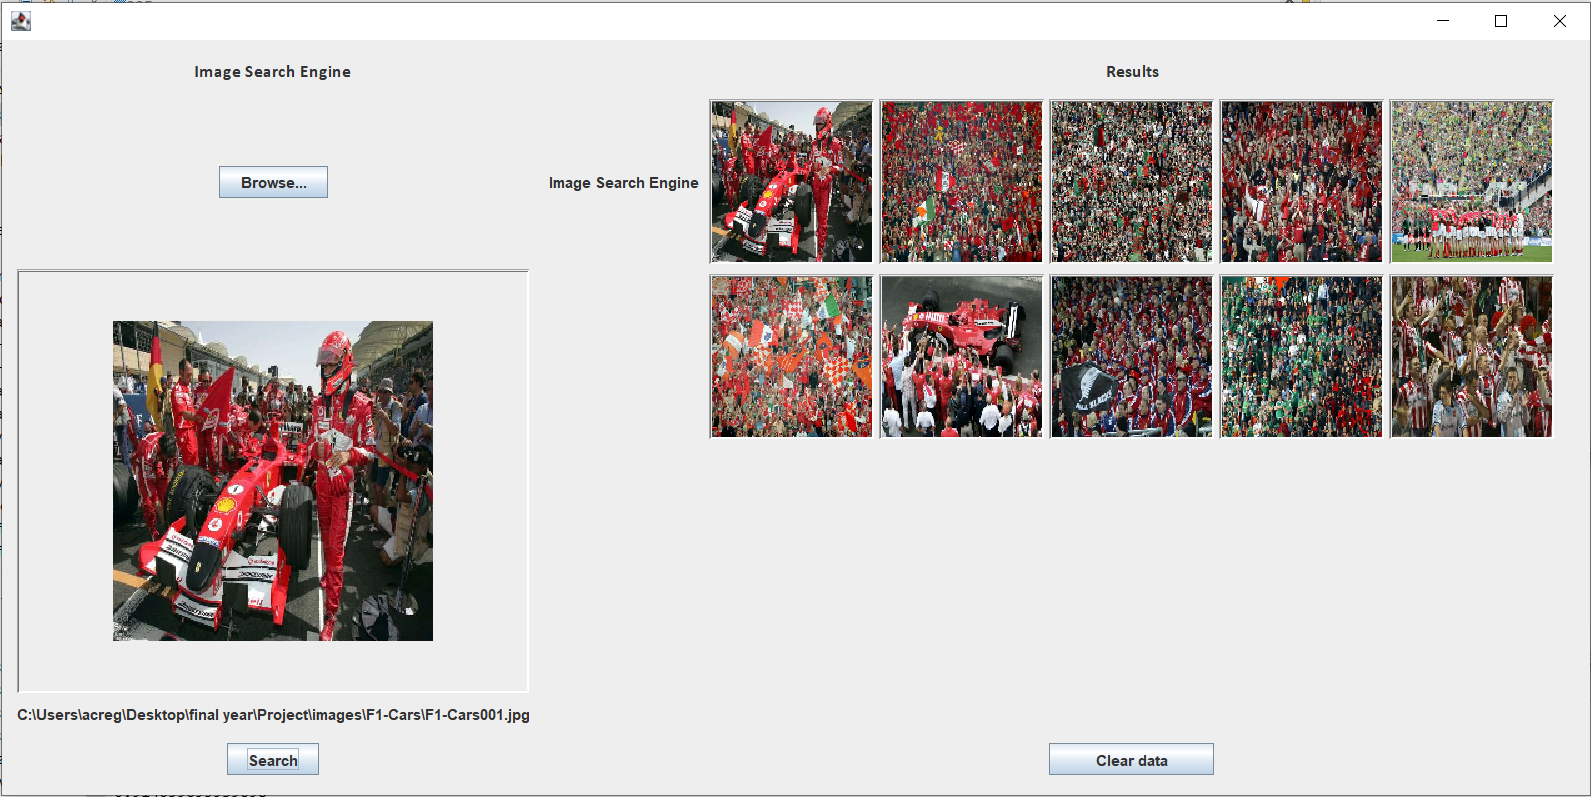 Image Search Engine
Results
Browse...
Image Search Engine
C:\Users\acreg\Desktop\final year\Project\images\F1-Cars\F1-Cars001.jpg
Search
Clear data